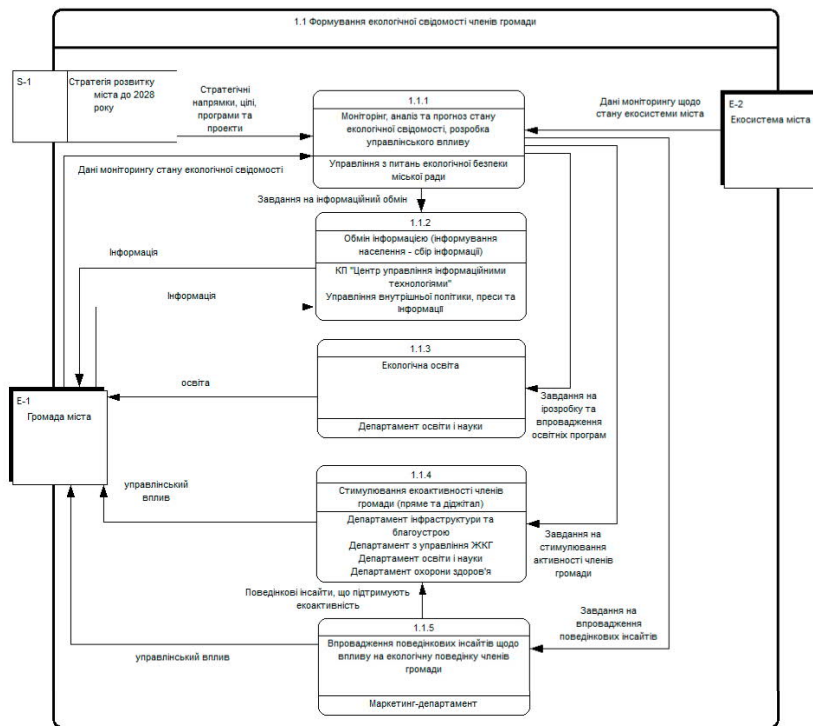 1.1 Формування екологічної свідомості членів громади
S-1
Стратегія розвитку
міста до 2028
року
Стратегічні
напрямки, цілі,
програми та
проекти
1.1.1
Моніторинг, аналіз та прогноз стану
екологічної свідомості, розробка
управлінського впливу
Управління з питань екологічної безпеки
міської ради
Дані моніторингу щодо
стану екосистеми міста
E-2
Екосистема міста
Дані моніторингу стану екологічної свідомості
Завдання на інформаційний обмін
1.1.2
Обмін інформацією (інформування
населення - сбір інформації)
КП "Центр управління інформаційними
технологіями"
Управління внутрішньої політики, преси та
інформації
Інформація
Інформація
1.1.3
Екологічна освіта
Департамент освіти і науки
освіта
Завдання на
ірозробку та
впровадження
освітніх програм
E-1
Громада міста
1.1.4
Стимулювання екоактивності членів
громади (пряме та діджітал)
Департамент інфраструктури та
благоустрою
Департамент з управління ЖКГ
Департамент освіти і науки
Департамент охорони здоров'я
управлінський
вплив
Завдання на
стимулювання
активності членів
громади
Поведінкові інсайти, що підтримують
екоактивність
1.1.5
Впровадження поведінкових інсайтів щодо
впливу на екологічну поведінку членів
громади
Маркетинг-департамент
управлінський вплив
Завдання на
впровадження
поведінкових інсайтів